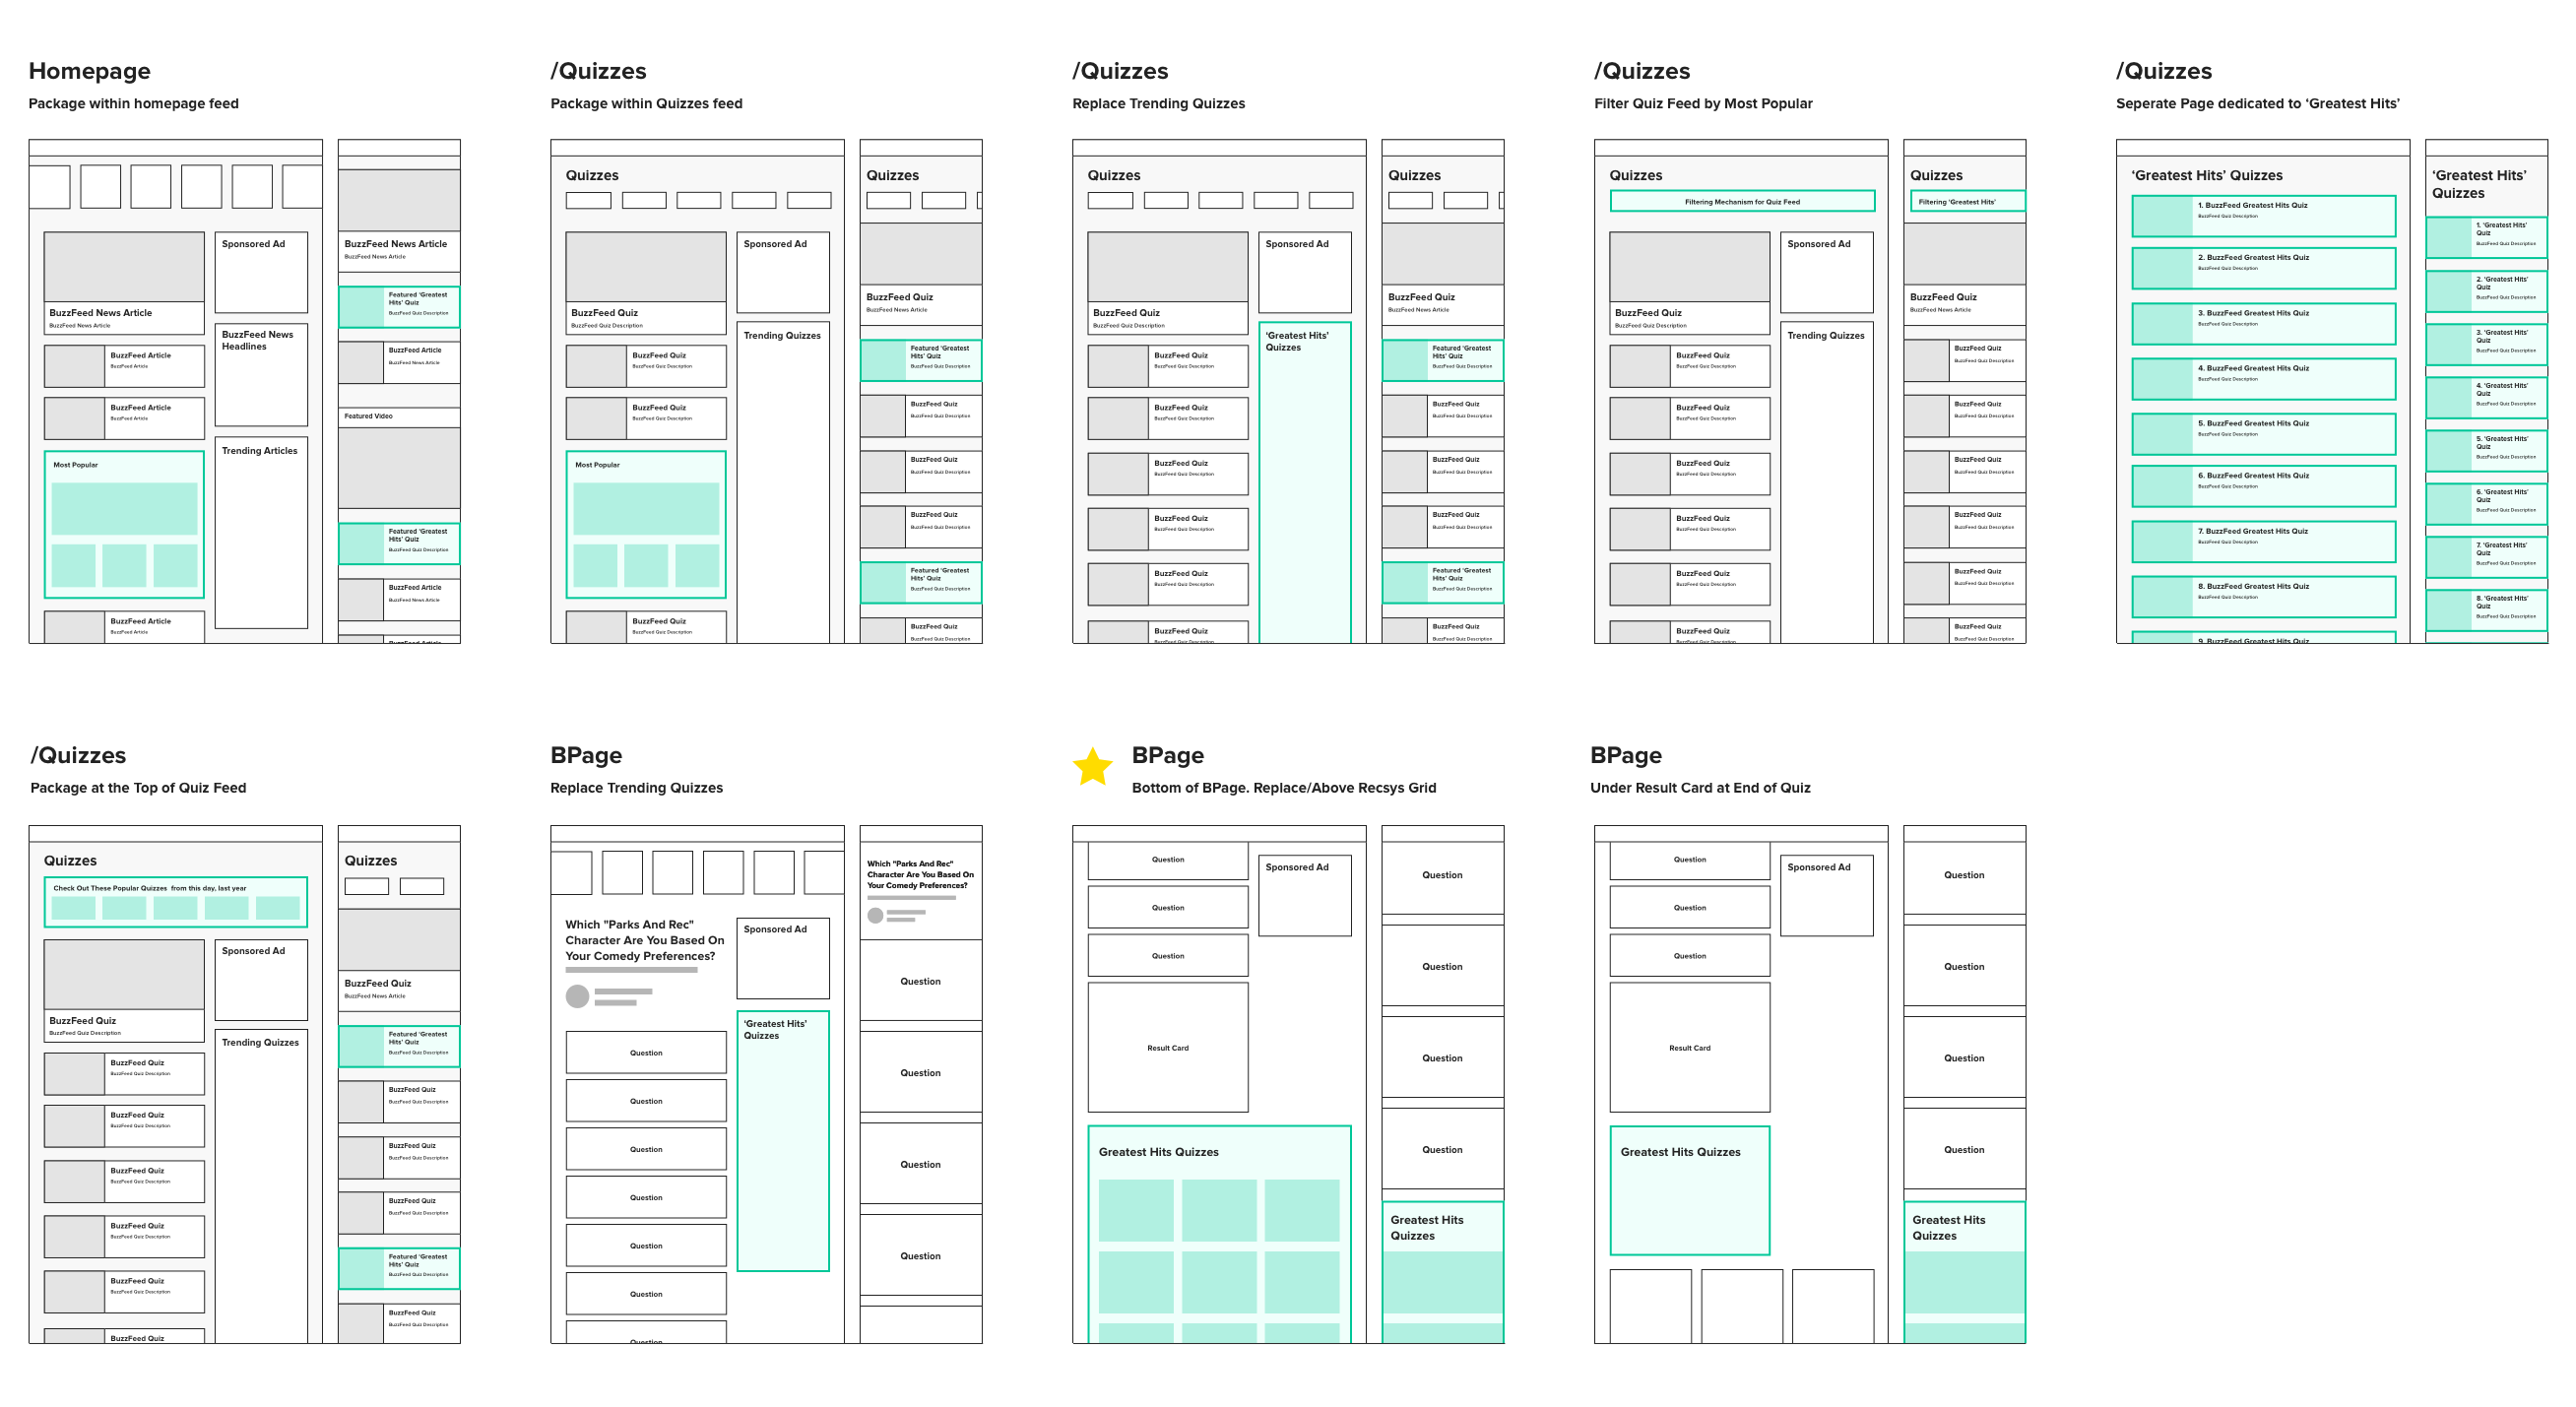 Homepage
Package within homepage feed
BuzzFeed News Article
BuzzFeed News Article
BuzzFeed Article
BuzzFeed Article
BuzzFeed Article
BuzzFeed Article
Most Popular
BuzzFeed Article
BuzzFeed Article
Sponsored Ad
BuzzFeed News
Headlines
Trending Articles
BuzzFeed News Article
BuzzFeed News Article
Featured 'Greatest
Hits' Quiz
BuzzFeed Quiz Description
BuzzFeed Article
BuzzFeed News Article
Featured Video
Featured 'Greatest
Hits' Quiz
BuzzFeed Quiz Description
BuzzFeed Article
BuzzFeed News Article
BuzzFeed Article
/Quizzes
Package within Quizzes feed
Quizzes
BuzzFeed Quiz
BuzzFeed Quiz Description
BuzzFeed Quiz
BuzzFeed Quiz Description
BuzzFeed Quiz
BuzzFeed Quiz Description
Most Popular
BuzzFeed Quiz
BuzzFeed Quiz Description
Sponsored Ad
Trending Quizzes
Quizzes
BuzzFeed Quiz
BuzzFeed News Article
Featured 'Greatest
Hits' Quiz
BuzzFeed Quiz Description
BuzzFeed Quiz
BuzzFeed Quiz Description
BuzzFeed Quiz
BuzzFeed Quiz Description
BuzzFeed Quiz
BuzzFeed Quiz Description
Featured 'Greatest
Hits' Quiz
BuzzFeed Quiz Description
BuzzFeed Quiz
BuzzFeed Quiz Description
/Quizzes
Replace Trending Quizzes
Quizzes
BuzzFeed Quiz
BuzzFeed Quiz Description
BuzzFeed Quiz
BuzzFeed Quiz Description
BuzzFeed Quiz
BuzzFeed Quiz Description
BuzzFeed Quiz
BuzzFeed Quiz Description
BuzzFeed Quiz
BuzzFeed Quiz Description
BuzzFeed Quiz
BuzzFeed Quiz Description
BuzzFeed Quiz
BuzzFeed Quiz Description
Sponsored Ad
'Greatest Hits'
Quizzes
Quizzes
BuzzFeed Quiz
BuzzFeed News Article
Featured 'Greatest
Hits' Quiz
BuzzFeed Quiz Description
BuzzFeed Quiz
BuzzFeed Quiz Description
BuzzFeed Quiz
BuzzFeed Quiz Description
BuzzFeed Quiz
BuzzFeed Quiz Description
Featured 'Greatest
Hits' Quiz
BuzzFeed Quiz Description
BuzzFeed Quiz
BuzzFeed Quiz Description
/Quizzes
Filter Quiz Feed by Most Popular
Quizzes
Filtering Mechanism for Quiz Feed
BuzzFeed Quiz
BuzzFeed Quiz Description
BuzzFeed Quiz
BuzzFeed Quiz Description
BuzzFeed Quiz
BuzzFeed Quiz Description
BuzzFeed Quiz
BuzzFeed Quiz Description
BuzzFeed Quiz
BuzzFeed Quiz Description
BuzzFeed Quiz
BuzzFeed Quiz Description
BuzzFeed Quiz
BuzzFeed Quiz Description
Sponsored Ad
Trending Quizzes
Quizzes
Filtering 'Greatest Hits'
BuzzFeed Quiz
BuzzFeed News Article
BuzzFeed Quiz
BuzzFeed Quiz Description
BuzzFeed Quiz
BuzzFeed Quiz Description
BuzzFeed Quiz
BuzzFeed Quiz Description
BuzzFeed Quiz
BuzzFeed Quiz Description
BuzzFeed Quiz
BuzzFeed Quiz Description
BuzzFeed Quiz
BuzzFeed Quiz Description
/Quizzes
Seperate Page dedicated to 'Greatest Hits'
'Greatest Hits' Quizzes
1. BuzzFeed Greatest Hits Quiz
BuzzFeed Quiz Description
2. BuzzFeed Greatest Hits Quiz
BuzzFeed Quiz Description
3. BuzzFeed Greatest Hits Quiz
BuzzFeed Quiz Description
4. BuzzFeed Greatest Hits Quiz
BuzzFeed Quiz Description
5. BuzzFeed Greatest Hits Quiz
BuzzFeed Quiz Description
6. BuzzFeed Greatest Hits Quiz
BuzzFeed Quiz Description
7. BuzzFeed Greatest Hits Quiz
BuzzFeed Quiz Description
8. BuzzFeed Greatest Hits Quiz
BuzzFeed Quiz Description
9. BuzzFeed Greatest Hits Quiz
'Greatest Hits'
Quizzes
1. 'Greatest Hits'
Quiz
BuzzFeed Quiz Description
2. 'Greatest Hits'
Quiz
BuzzFeed Quiz Description
3. 'Greatest Hits'
Quiz
BuzzFeed Quiz Description
4. 'Greatest Hits'
Quiz
BuzzFeed Quiz Description
5. 'Greatest Hits'
Quiz
BuzzFeed Quiz Description
6. 'Greatest Hits'
Quiz
BuzzFeed Quiz Description
7. 'Greatest Hits'
Quiz
BuzzFeed Quiz Description
8. 'Greatest Hits'
Quiz
BuzzFeed Quiz Description
/Quizzes
Package at the Top of Quiz Feed
Quizzes
Check Out These Popular Quizzes from this day, last year
BuzzFeed Quiz
BuzzFeed Quiz Description
BuzzFeed Quiz
BuzzFeed Quiz Description
BuzzFeed Quiz
BuzzFeed Quiz Description
BuzzFeed Quiz
BuzzFeed Quiz Description
BuzzFeed Quiz
BuzzFeed Quiz Description
BuzzFeed Quiz
BuzzFeed Quiz Description
BuzzFeed Quiz
Sponsored Ad
Trending Quizzes
Quizzes
BuzzFeed Quiz
BuzzFeed News Article
Featured 'Greatest
Hits' Quiz
BuzzFeed Quiz Description
BuzzFeed Quiz
BuzzFeed Quiz Description
BuzzFeed Quiz
BuzzFeed Quiz Description
BuzzFeed Quiz
BuzzFeed Quiz Description
Featured 'Greatest
Hits' Quiz
BuzzFeed Quiz Description
BuzzFeed Quiz
BuzzFeed Quiz Description
BPage
Replace Trending Quizzes
Which "Parks And Rec"
Character Are You Based On
Your Comedy Preferences?
Question
Question
Question
Question
Question
Question
Question
Sponsored Ad
'Greatest Hits'
Quizzes
Which "Parks And Rec"
Character Are You Based On
Your Comedy Preferences?
Question
Question
Question
Question
BPage
Bottom of BPage. Replace/Above Recsys Grid
Question
Question
Question
Result Card
Sponsored Ad
Greatest Hits Quizzes
Question
Question
Question
Question
Greatest Hits
Quizzes
BPage
Under Result Card at End of Quiz
Question
Question
Question
Result Card
Sponsored Ad
Greatest Hits Quizzes
Question
Question
Question
Question
Greatest Hits
Quizzes